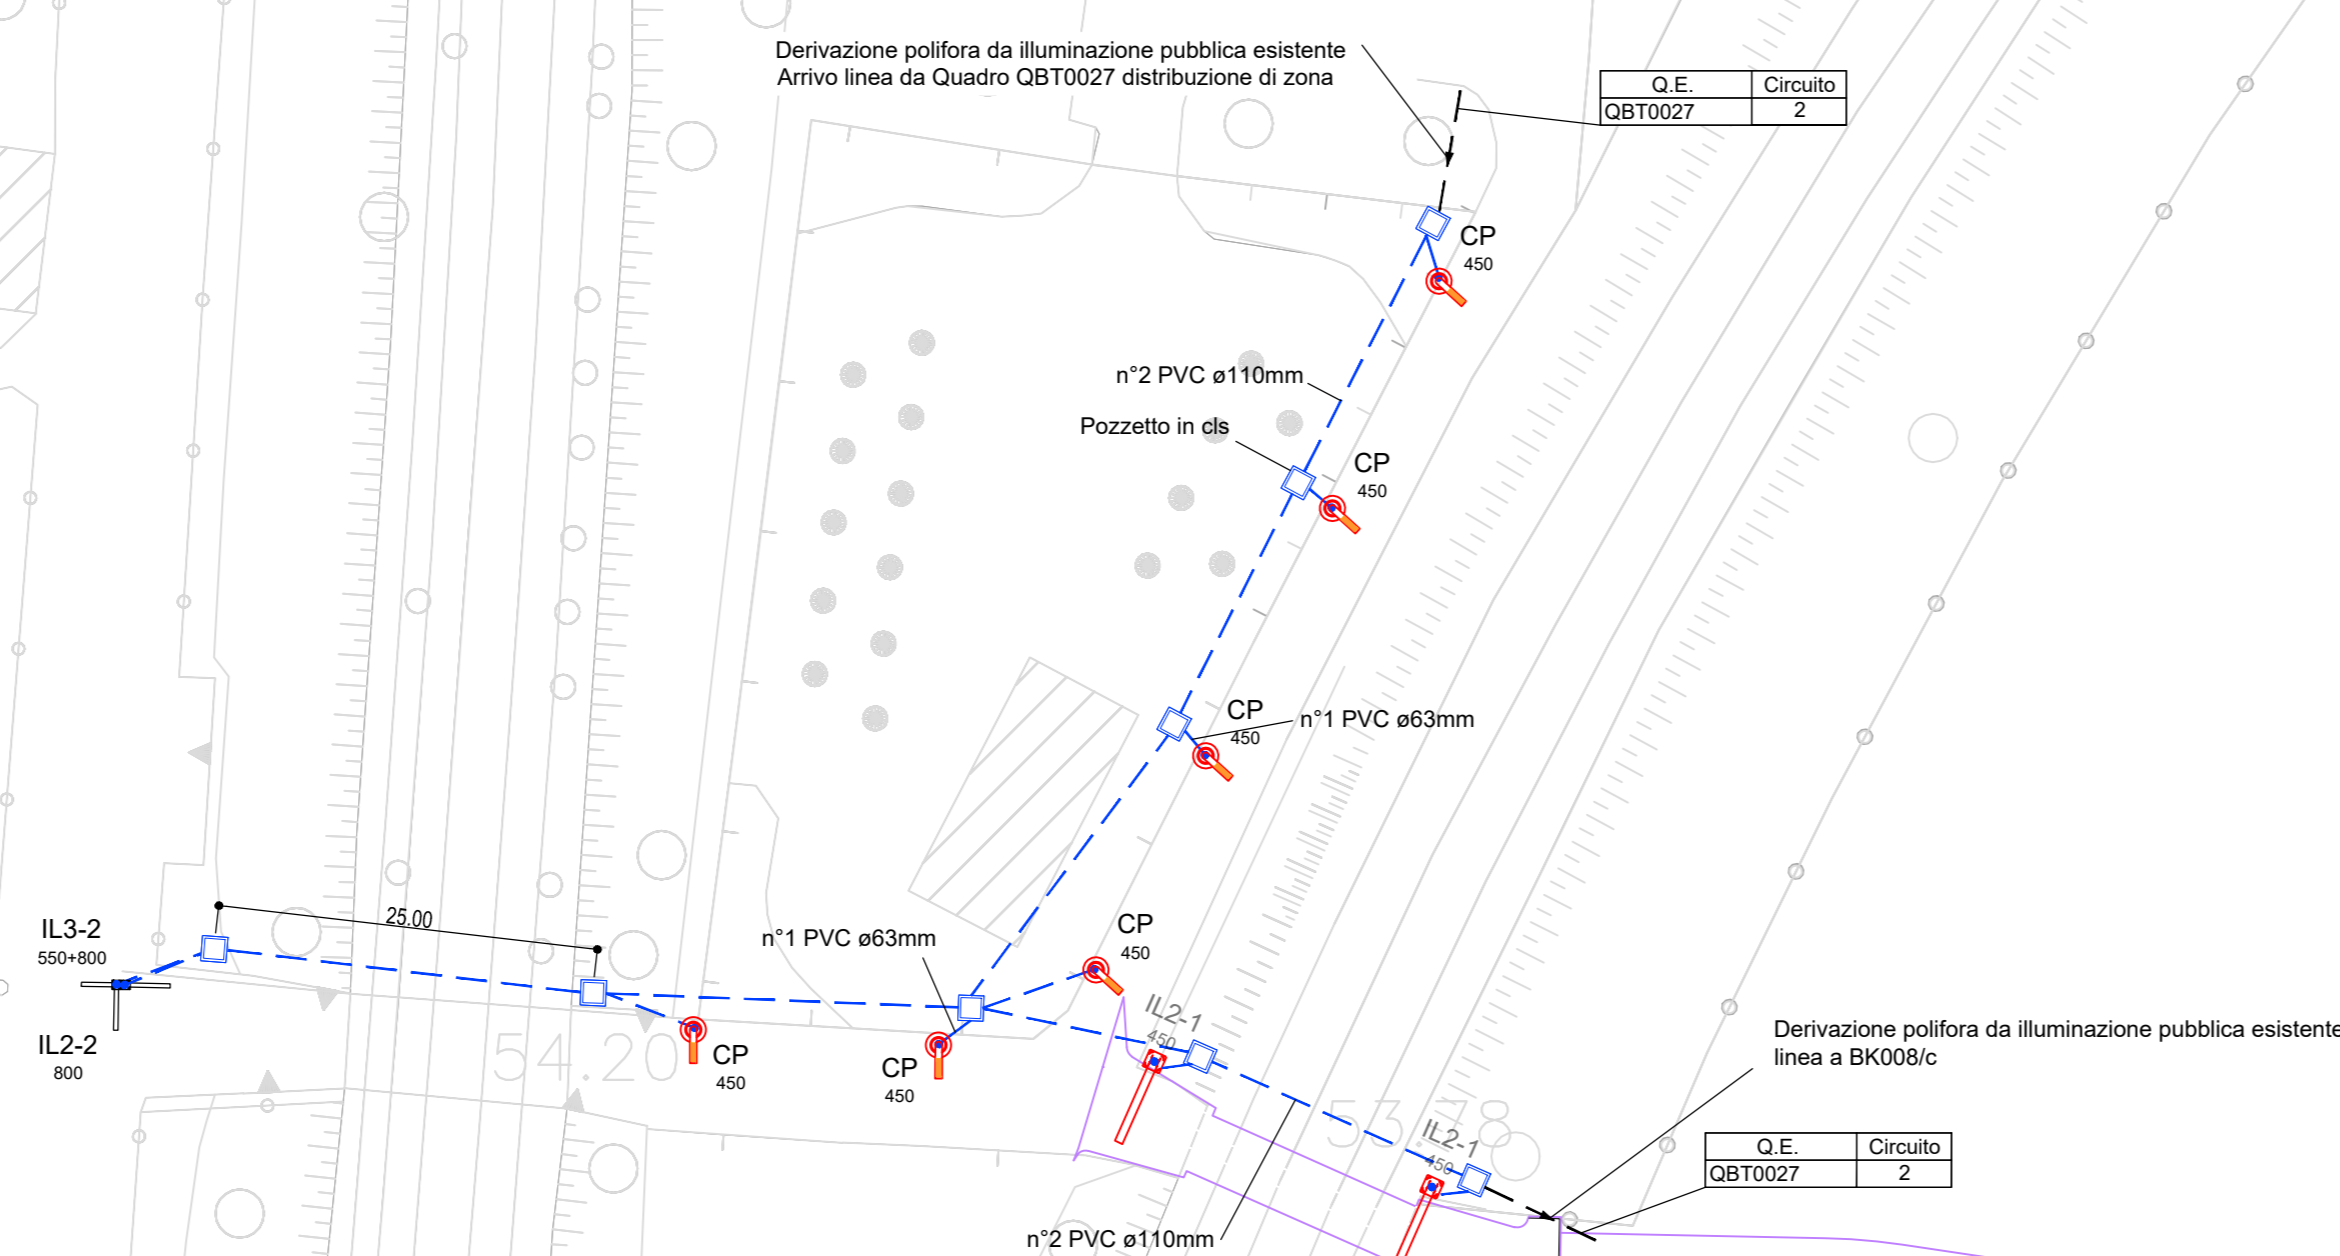 Derivazione polifora da illuminazione pubblica esistente
Arrivo linea da Quadro QBT0027 distribuzione di zona
Q.E. Circuito
QBT0027 2
CP
450
n°2 PVC ø110mm
Pozzetto in cls
CP
450
CP
450
n°1 PVC ø63mm
IL3-2
550+800
25.00
n°1 PVC ø63mm
CP
450
IL2-2
800
54.20
CP
450
CP
450
IL2-1
450
Derivazione polifora da illuminazione pubblica esistente
linea a BK008/c
53.78
IL2-1
450
Q.E. Circuito
QBT0027 2
n°2 PVC ø110mm